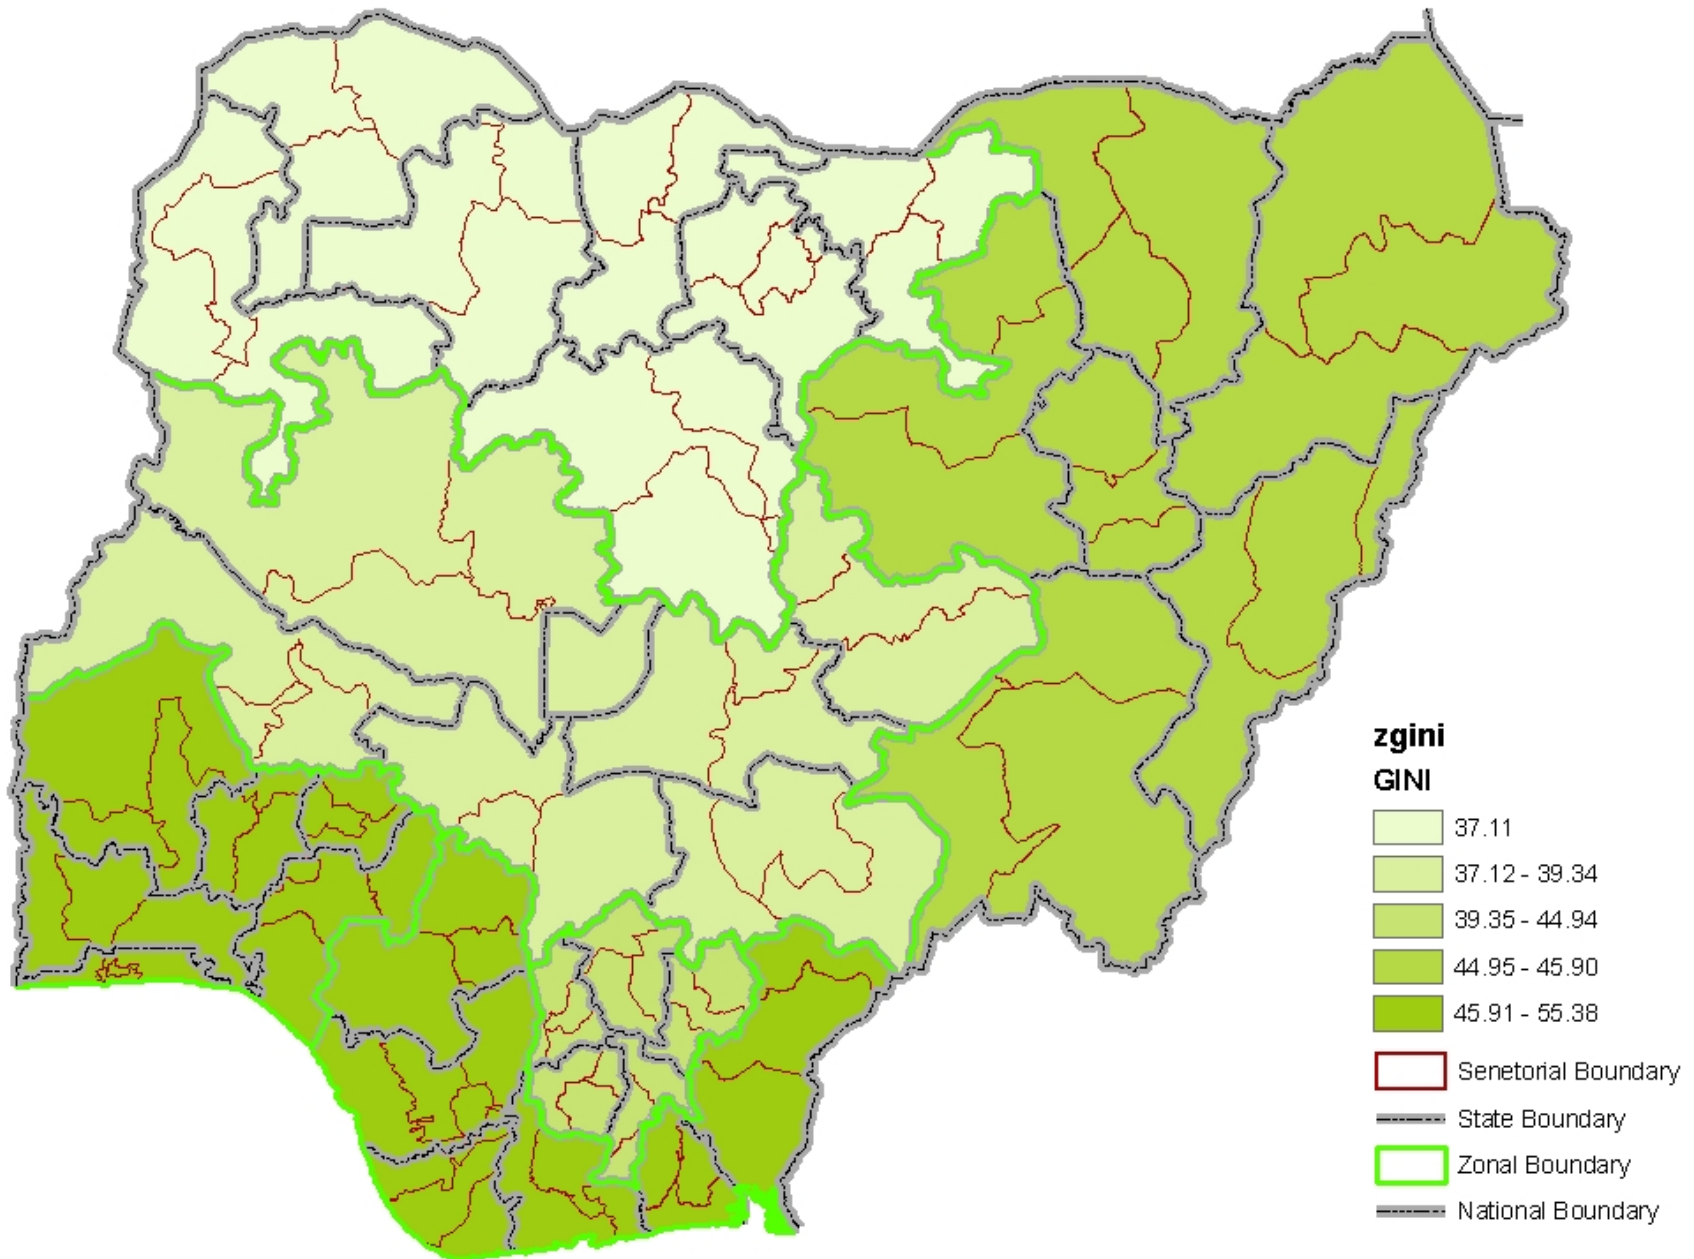 zgini
GINI
37.11
37.12 - 39.34
39.35 - 44.94
44.95 - 45.90
45.91 - 55.38
Senetorial Boundary
State Boundary
Zonal Boundary
National Boundary